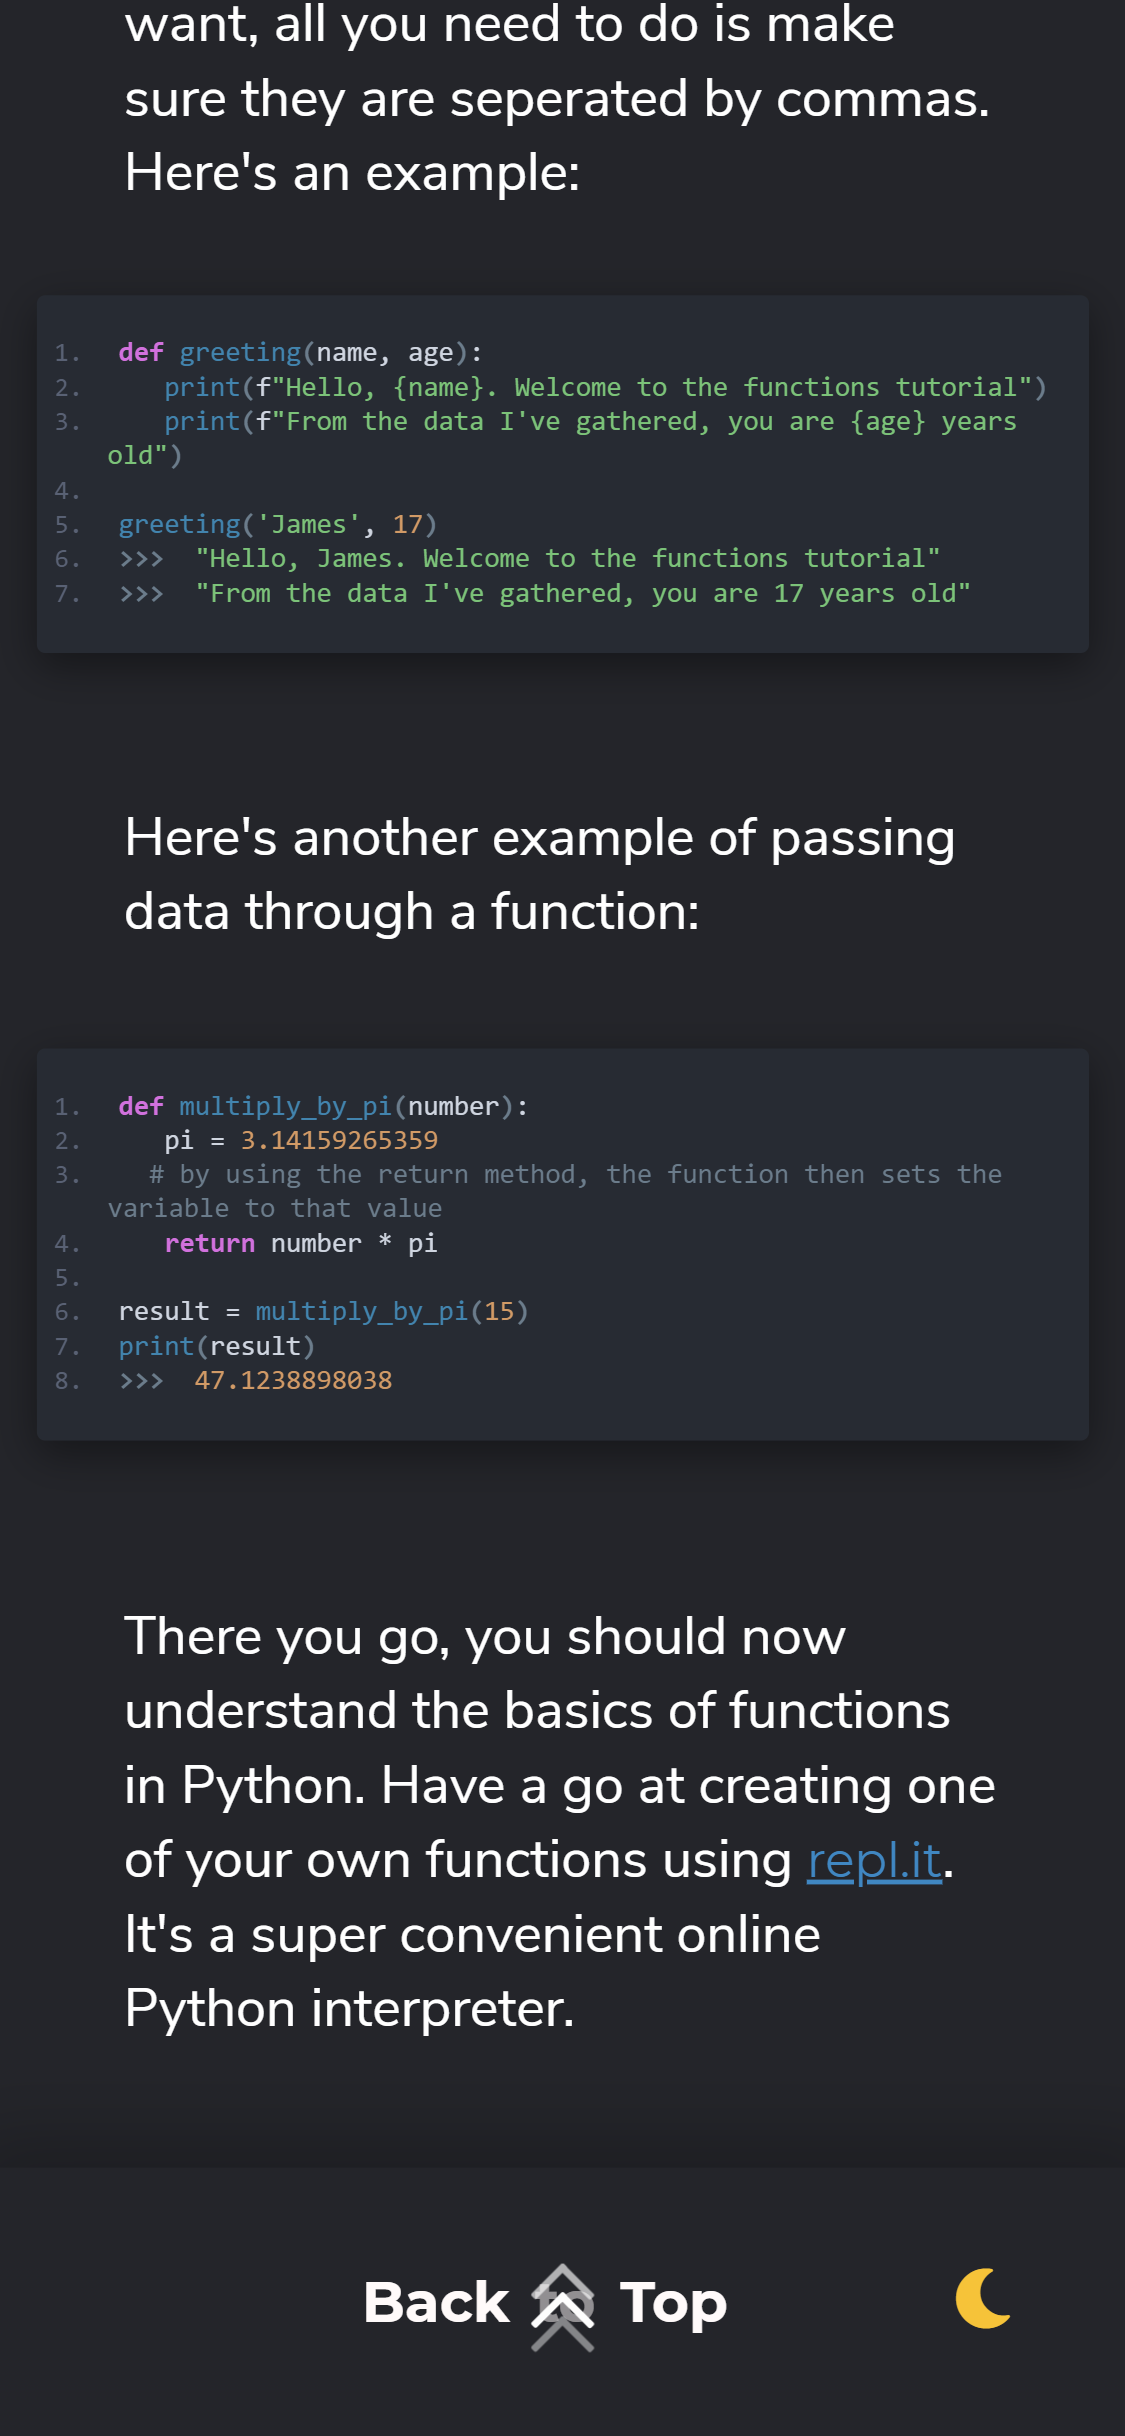 want, all you need to do is make
sure they are seperated by commas.
Here's an example:
1. def greeting(name, age):
2.    print(f"Hello, {name}. Welcome to the functions tutorial")
3.    print(f"From the data I've gathered, you are {age} years
old")
4.
5. greeting('James', 17)
6. >>>  "Hello, James. Welcome to the functions tutorial"
7. >>>  "From the data I've gathered, you are 17 years old"
Here's another example of passing
data through a function:
1. def multiply_by_pi(number):
2.    pi = 3.14159265359
3.   # by using the return method, the function then sets the
variable to that value
4.    return number * pi
5.
6. result = multiply_by_pi(15)
7. print(result)
8. >>>  47.1238898038
There you go, you should now
understand the basics of functions
in Python. Have a go at creating one
of your own functions using repl.it.
It's a super convenient online
Python interpreter.
Back to Top